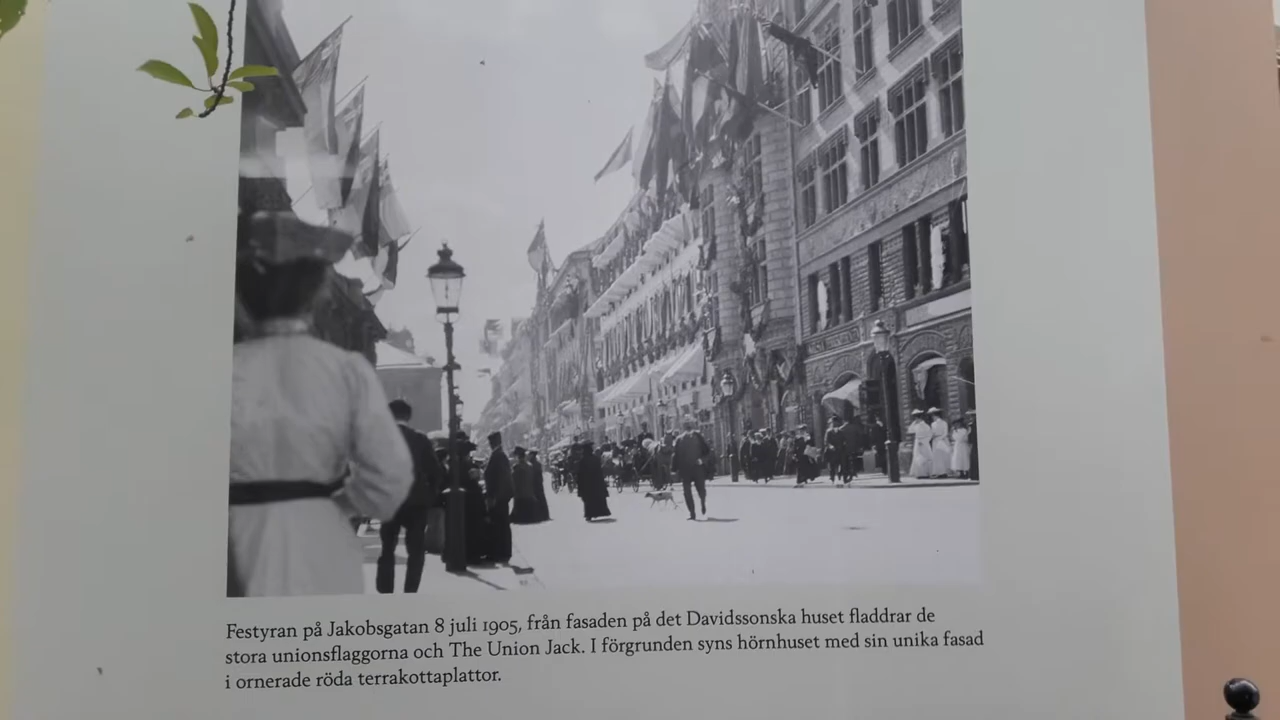 Festyran på Jakobsgatan 8 juli 1905, från fasaden på det Davidssonska huset fladdrar de
stora unionsflaggorna och The Union Jack. I förgrunden syns hörnhuset med sin unika fasad
i ornerade röda terrakottaplattor.